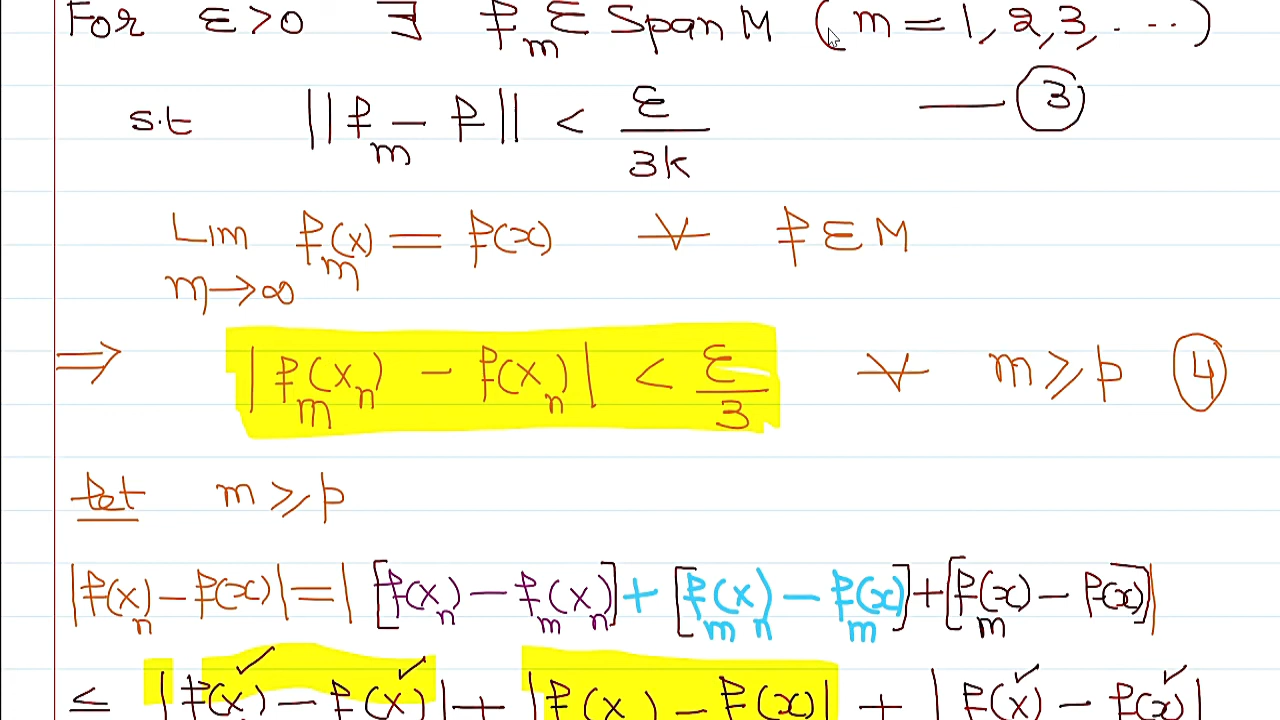 For ε>0 ∃ f_m ε Span M (m = 1, 2, 3, . ...)
s.t ||f_m - f|| < ε/3k —— (3)
Lim m→∞ f_m(x) = f(x) ∀ f ε M
⇒ |f_m(x_n) - f(x_n)| < ε/3 ∀ m ≥ p (4)
Let m ≥ p
|f(x_n) - f(x)| = | [f(x_n) - f_m(x_n)] + [f_m(x_n) - f_m(x)] + [f_m(x) - f(x)] |
≤ |f(x) - f(x)| + |f(x) - f(x)| + |f(x) - f(x)|